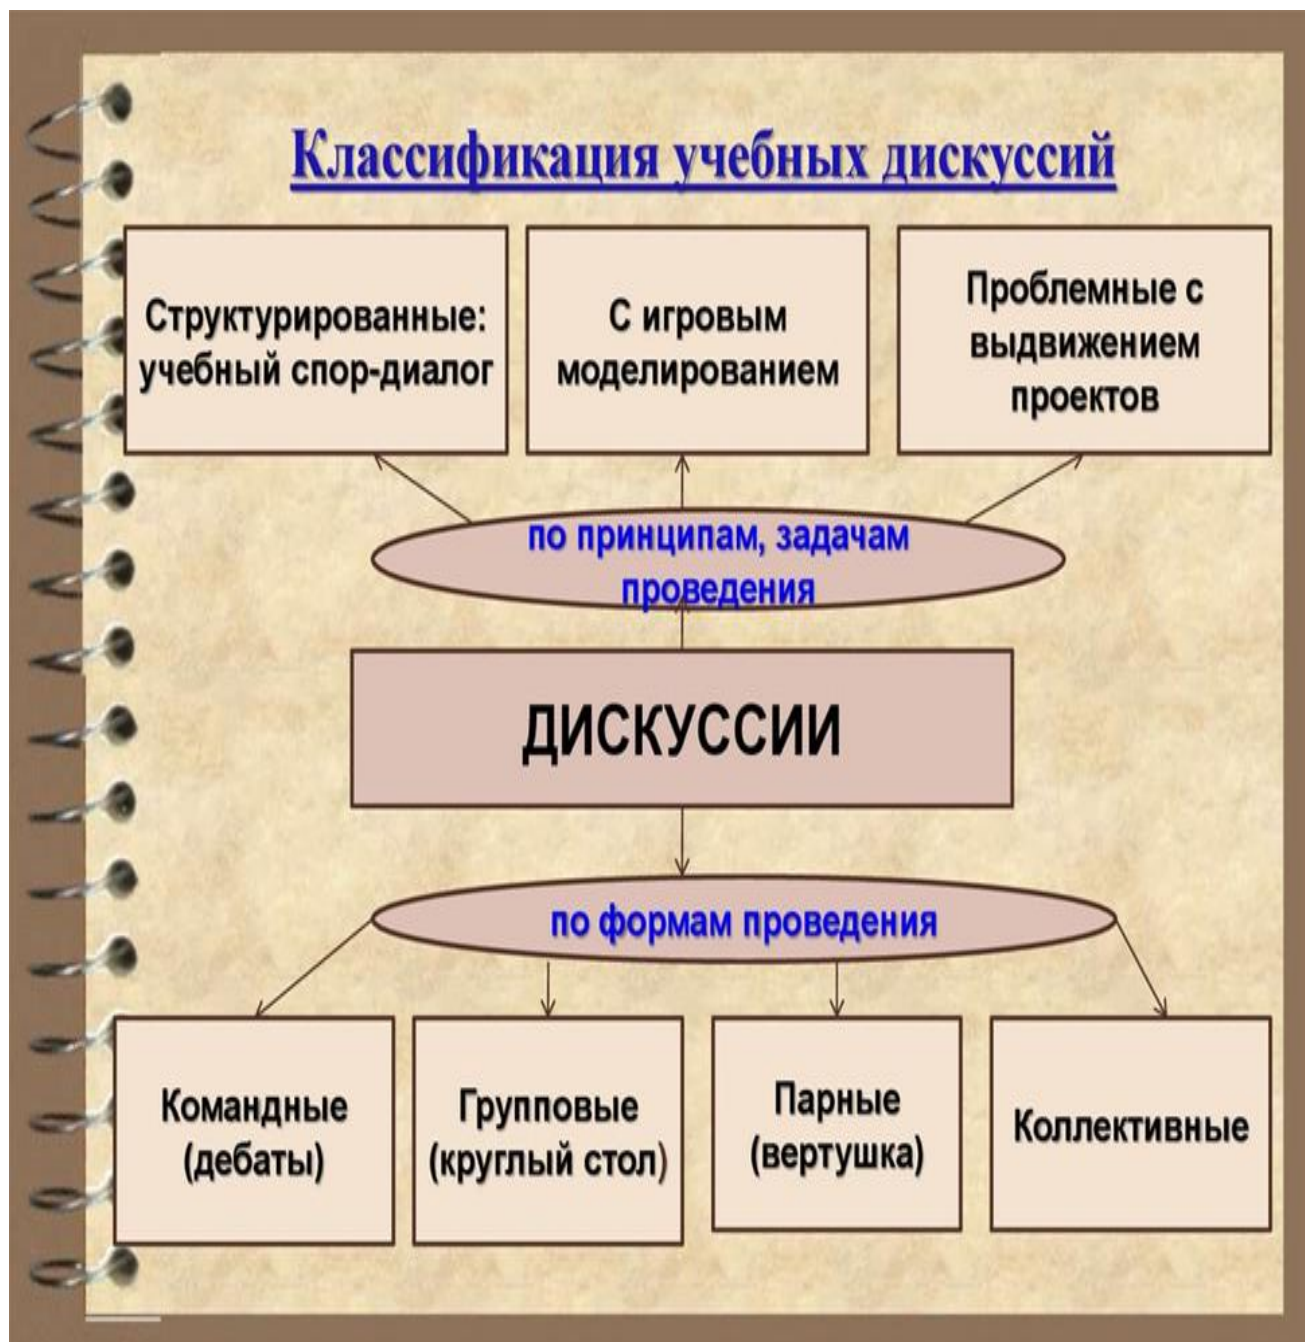 Классификация учебных дискуссий
Структурированные:
учебный спор-диалог
С игровым
моделированием
Проблемные с
выдвижением
проектов
по принципам, задачам
проведения
ДИСКУССИИ
по формам проведения
Командные
(дебаты)
Групповые
(круглый стол)
Парные
(вертушка)
Коллективные